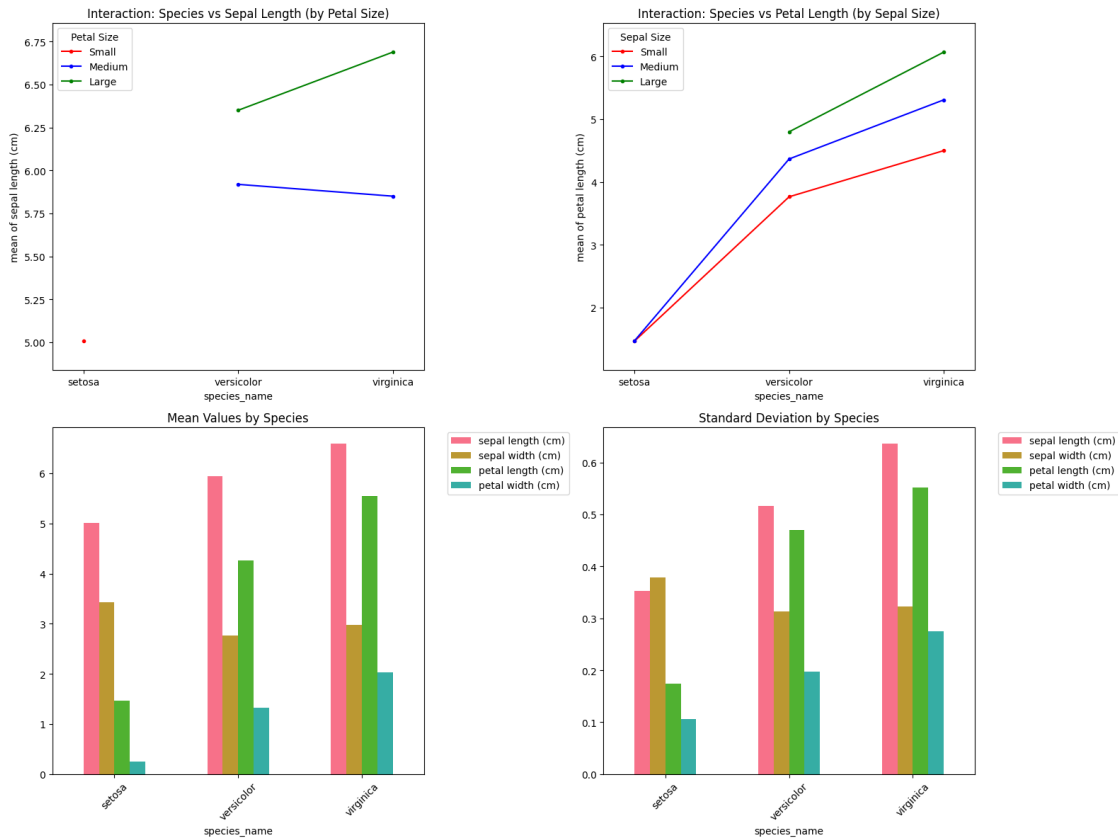 Interaction: Species vs Sepal Length (by Petal Size)
Petal Size
Small
Medium
Large
6.75
6.50
6.25
6.00
5.75
5.50
5.25
5.00
mean of sepal length (cm)
setosa
versicolor
virginica
species_name
Interaction: Species vs Petal Length (by Sepal Size)
Sepal Size
Small
Medium
Large
6
5
4
3
2
mean of petal length (cm)
setosa
versicolor
virginica
species_name
Mean Values by Species
6
5
4
3
2
1
0
setosa
versicolor
virginica
species_name
sepal length (cm)
sepal width (cm)
petal length (cm)
petal width (cm)
Standard Deviation by Species
0.6
0.5
0.4
0.3
0.2
0.1
0.0
setosa
versicolor
virginica
species_name
sepal length (cm)
sepal width (cm)
petal length (cm)
petal width (cm)